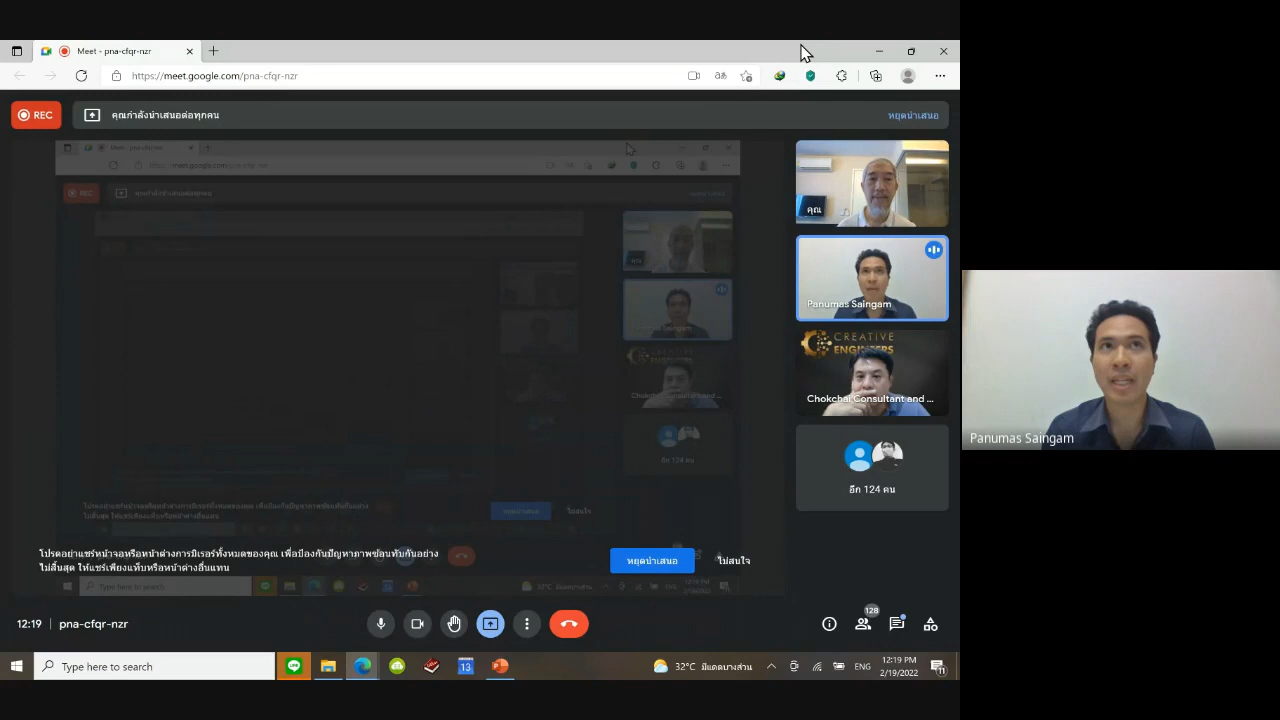 Meet - pna-cfqr-nzr
https://meet.google.com/pna-cfqr-nzr
REC
คุณกำลังนำเสนอต่อทุกคน
หยุดนำเสนอ
คุณ
Panumas Saingam
CREATIVE
ENGINEERS
Chokchai Consultant and ...
อีก 124 คน
Panumas Saingam
โปรดอย่าแชร์หน้าจอหรือหน้าต่างการมิเรอร์ทั้งหมดของคุณ เพื่อป้องกันปัญหาภาพซ้อนทับกันอย่าง
ไม่สิ้นสุด ให้แชร์เพียงแท็บหรือหน้าต่างอื่นแทน
หยุดนำเสนอ
ไม่สนใจ
12:19 | pna-cfqr-nzr
128
Type here to search
13
32°C มีแดดบางส่วน
ENG
12:19 PM
2/19/2022
11